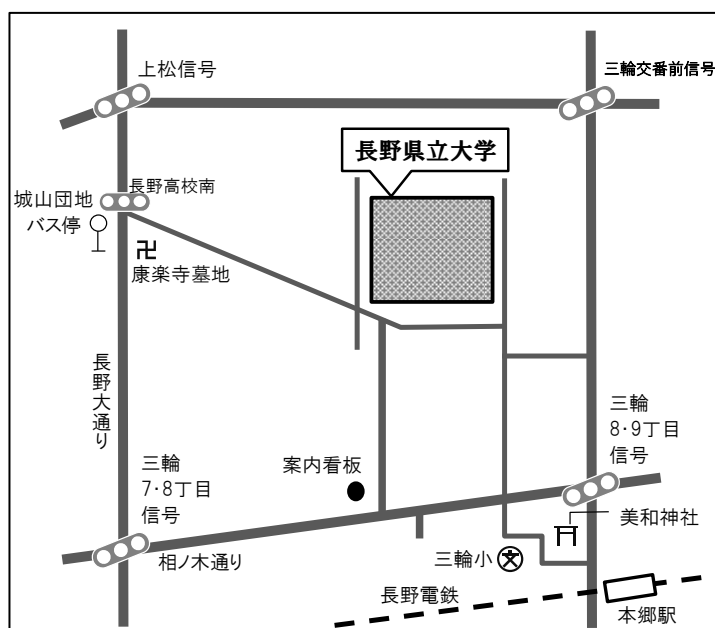 上松信号
三輪交番前信号
長野県立大学
長野高校南
城山団地
バス停
康楽寺墓地
長野大通り
三輪
8・9丁目
信号
三輪
7・8丁目
信号
案内看板
美和神社
相ノ木通り
三輪小
長野電鉄
本郷駅